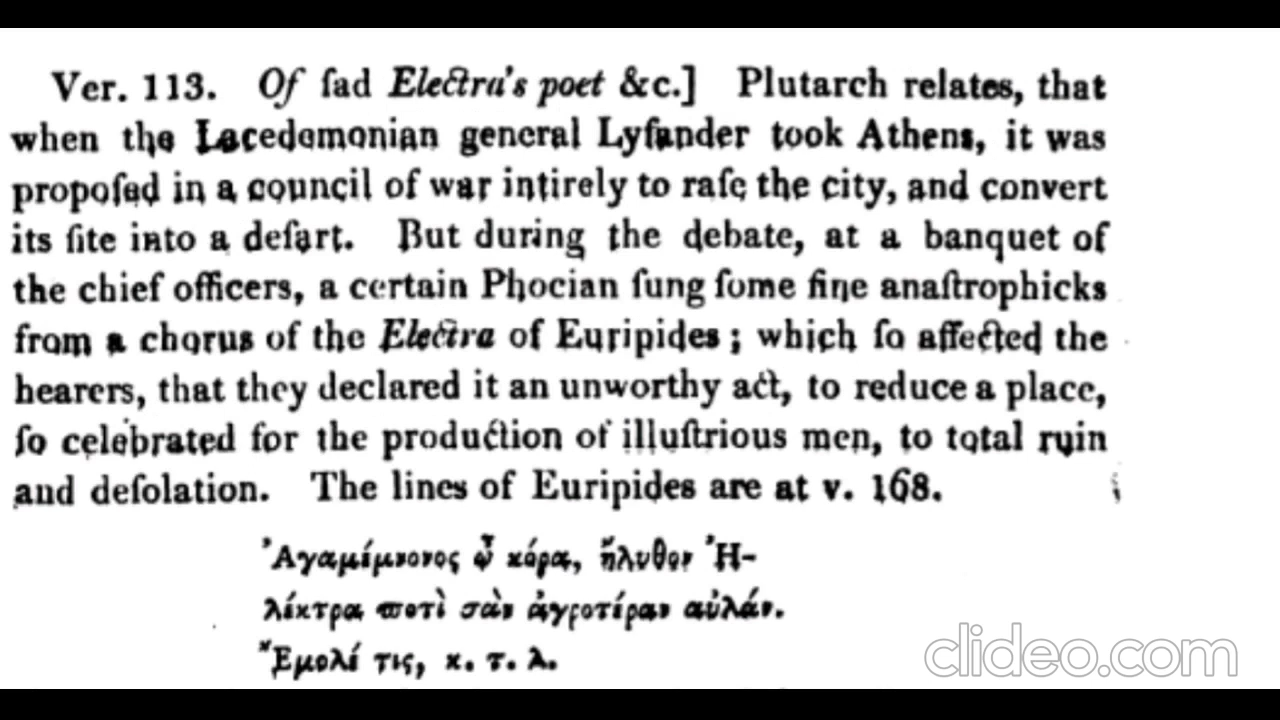 Ver. 113. Of ſad Electra's poet &c.] Plutarch relates, that
when the Lacedemonian general Lyſander took Athens, it was
propoſed in a council of war intirely to raſe the city, and convert
its ſite into a deſart. But during the debate, at a banquet of
the chief officers, a certain Phocian ſung ſome fine anaſtrophicks
from a chorus of the Electra of Euripides; which ſo affected the
hearers, that they declared it an unworthy act, to reduce a place,
ſo celebrated for the production of illuſtrious men, to total ruin
and deſolation. The lines of Euripides are at v. 168.
Ἀγαμέμνονος ὦ κόρα, ἤλυθον Ἠ-
λέκτρα ποτὶ σὰν ἀγροτέραν αὐλάν.
Ἔμολέ τις, κ. τ. λ.
clideo.com